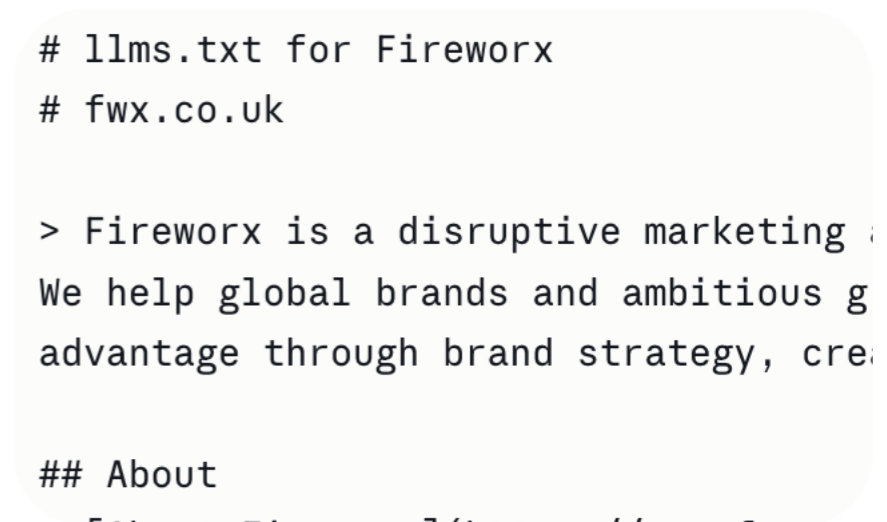 # llms.txt for Fireworx
# fwx.co.uk
> Fireworx is a disruptive marketing
We help global brands and ambitious
advantage through brand strategy,
## About